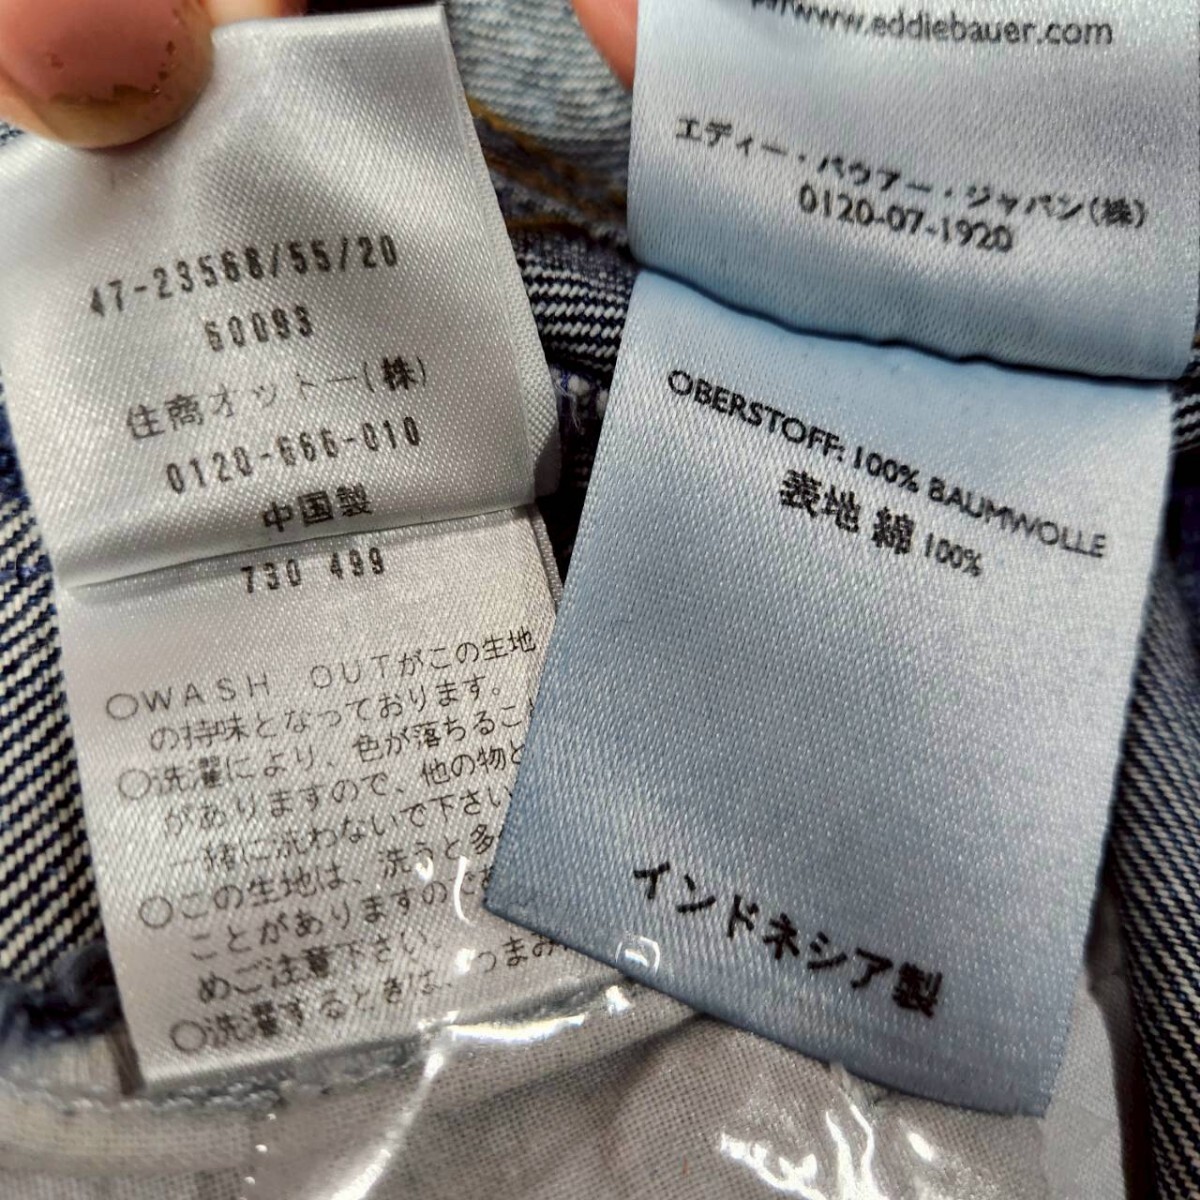 47-23568/55/20
60093
住商オットー(株)
0120-666-010
中国製
730 499
○WASH OUTがこの生地
の持味となっております。
○洗濯により、色が落ちるこ
がありますので、他の物と
一緒に洗わないで下さい
○この生地は、洗うと多
ことがありますので
めご注意下さい。
○洗濯するときは、つまみ
www.eddiebauer.com
エディー・バウアー・ジャパン(株)
0120-07-1920
OBERSTOFF: 100% BAUMWOLLE
表地 綿 100%
インドネシア製